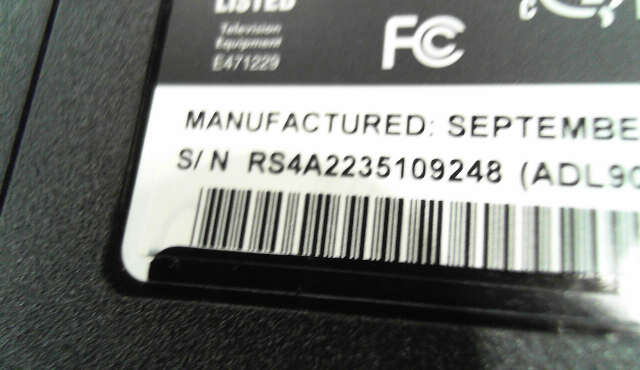 LISTED
Television
Equipment
E471229
FC
MANUFACTURED: SEPTEMBE
S/N RS4A2235109248 (ADL90